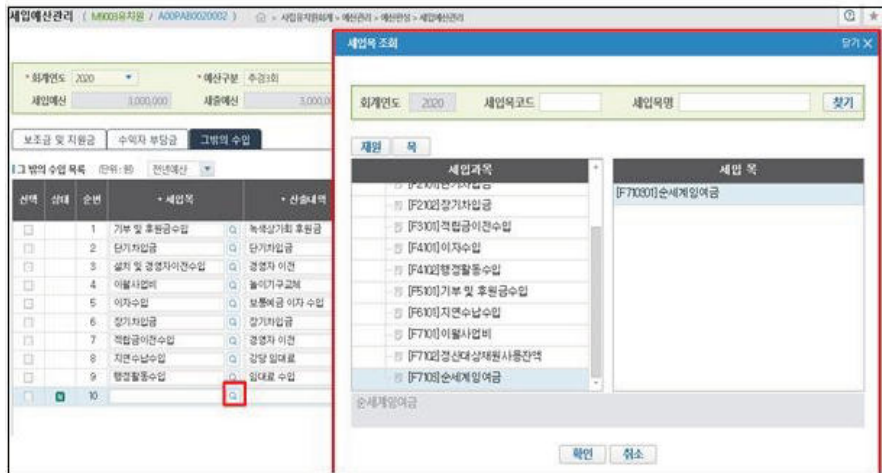 세입예산관리 ( M9003유치원 / A00PAB0020002 ) > 사립유치원회계 > 예산관리 > 예산편성 > 세입예산관리
세입목 조회
닫기 X
* 회계연도 2020 * 예산구분 추경3회
세입예산 3,000,000 세출예산 3,000,0
회계연도 2020 세입목코드 세입목명 찾기
보조금 및 지원금 수익자 부담금 그밖의 수입
그 밖의 수입 목록 (단위:원) 전년예산
재원 목
선택 상태 순번 * 세입목 * 산출내역
1 기부 및 후원금수입 녹색상가회 후원금
2 단기차입금 단기차입금
3 설치 및 경영자이전수입 경영자 이전
4 이월사업비 놀이기구교체
5 이자수입 보통예금 이자 수입
6 장기차입금 장기차입금
7 적립금이전수입 경영자 이전
8 지연수납수입 강당 임대료
9 행정활동수입 임대료 수입
10
세입과목
[F2101]단기차입금
[F2102]장기차입금
[F3101]적립금이전수입
[F4101]이자수입
[F4102]행정활동수입
[F5101]기부 및 후원금수입
[F6101]지연수납수입
[F7101]이월사업비
[F7102]정산대상재원사용잔액
[F7103]순세계잉여금
세입 목
[F710301]순세계잉여금
순세계잉여금
확인 취소